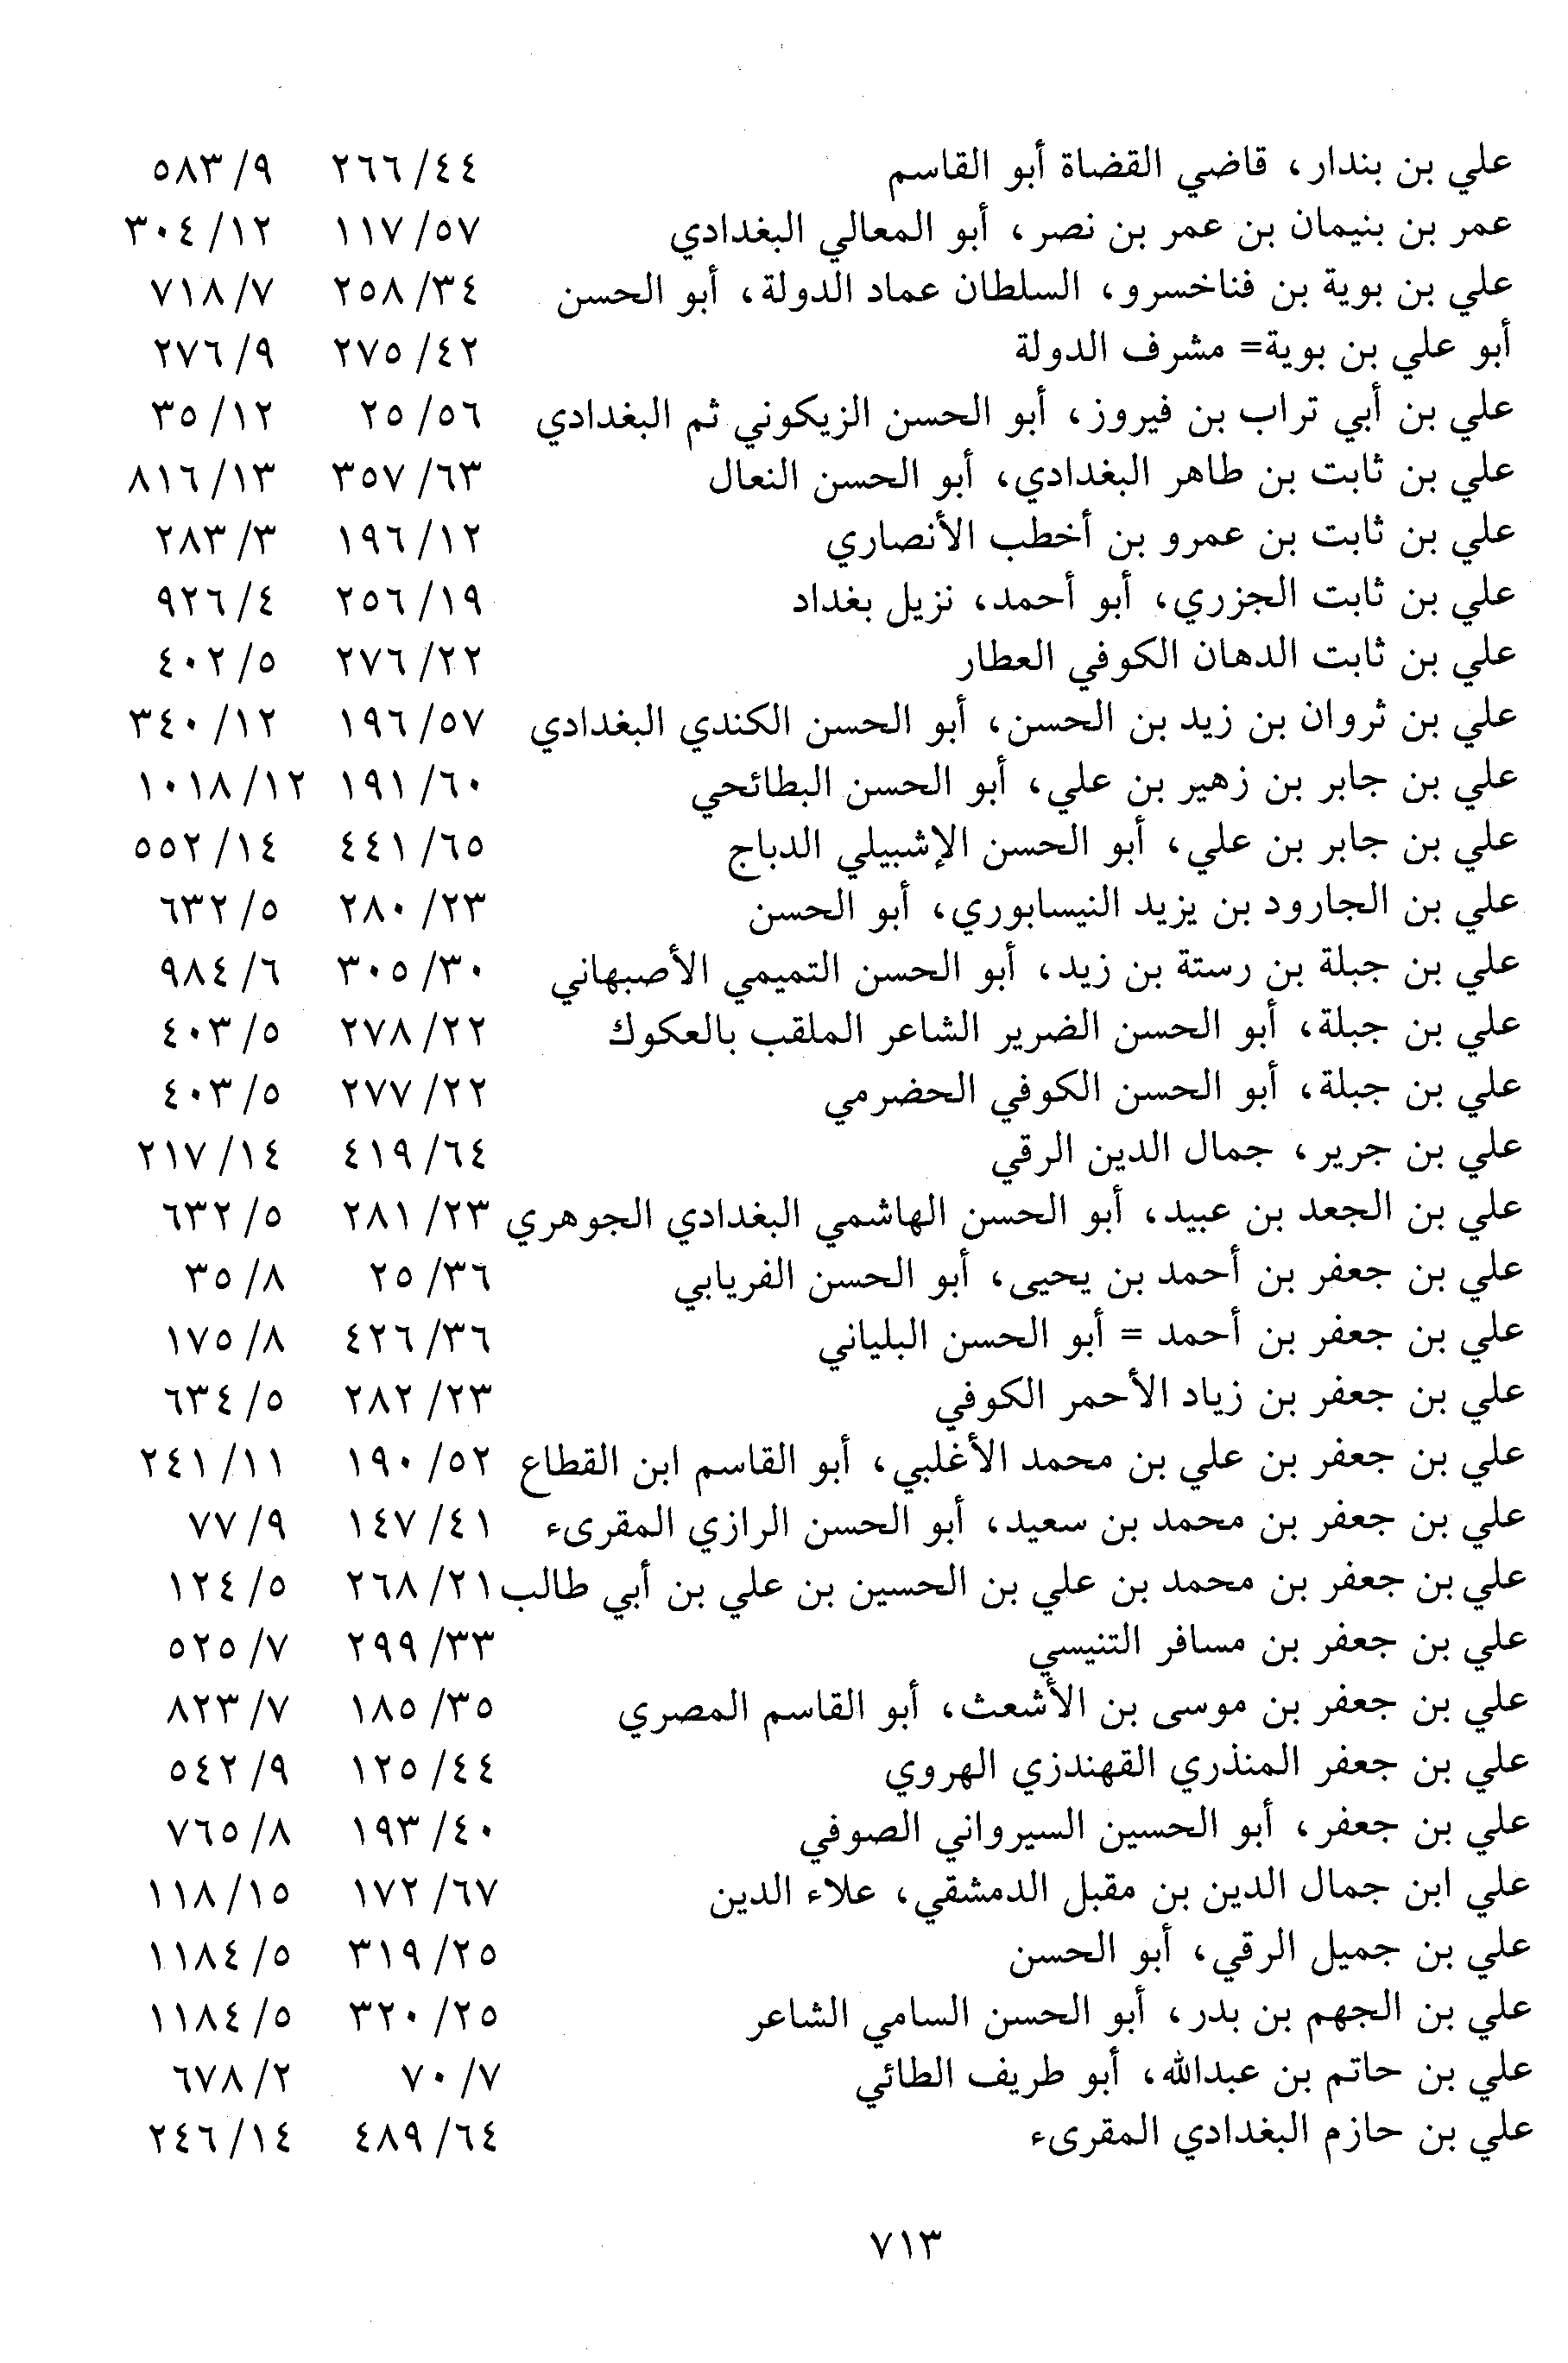 علي بن بندار، قاضي القضاة أبو القاسم ٤٤/ ٢٦٦ ٩/ ٥٨٣
عمر بن بنيمان بن عمر بن نصر، أبو المعالي البغدادي ٥٧/ ١١٧ ١٢/ ٣٠٤
علي بن بوية بن فناخسرو، السلطان عماد الدولة، أبو الحسن ٣٤/ ٢٥٨ ٧/ ٧١٨
أبو علي بن بوية= مشرف الدولة ٤٢/ ٢٧٥ ٩/ ٢٧٦
علي بن أبي تراب بن فيروز، أبو الحسن الزيكوني ثم البغدادي ٥٦/ ٢٥ ١٢/ ٣٥
علي بن ثابت بن طاهر البغدادي، أبو الحسن النعال ٦٣/ ٣٥٧ ١٣/ ٨١٦
علي بن ثابت بن عمرو بن أخطب الأنصاري ١٢/ ١٩٦ ٣/ ٢٨٣
علي بن ثابت الجزري، أبو أحمد، نزيل بغداد ١٩/ ٢٥٦ ٤/ ٩٢٦
علي بن ثابت الدهان الكوفي العطار ٢٢/ ٢٧٦ ٥/ ٤٠٢
علي بن ثروان بن زيد بن الحسن، أبو الحسن الكندي البغدادي ٥٧/ ١٩٦ ١٢/ ٣٤٠
علي بن جابر بن زهير بن علي، أبو الحسن البطائحي ٦٠/ ١٩١ ١٢/ ١٠١٨
علي بن جابر بن علي، أبو الحسن الإشبيلي الدباج ٦٥/ ٤٤١ ١٤/ ٥٥٢
علي بن الجارود بن يزيد النيسابوري، أبو الحسن ٢٣/ ٢٨٠ ٥/ ٦٣٢
علي بن جبلة بن رستة بن زيد، أبو الحسن التميمي الأصبهاني ٣٠/ ٣٠٥ ٦/ ٩٨٤
علي بن جبلة، أبو الحسن الضرير الشاعر الملقب بالعكوك ٢٢/ ٢٧٨ ٥/ ٤٠٣
علي بن جبلة، أبو الحسن الكوفي الحضرمي ٢٢/ ٢٧٧ ٥/ ٤٠٣
علي بن جرير، جمال الدين الرقي ٦٤/ ٤١٩ ١٤/ ٢١٧
علي بن الجعد بن عبيد، أبو الحسن الهاشمي البغدادي الجوهري ٢٣/ ٢٨١ ٥/ ٦٣٢
علي بن جعفر بن أحمد بن يحيى، أبو الحسن الفريابي ٣٦/ ٢٥ ٨/ ٣٥
علي بن جعفر بن أحمد = أبو الحسن البلياني ٣٦/ ٤٢٦ ٨/ ١٧٥
علي بن جعفر بن زياد الأحمر الكوفي ٢٣/ ٢٨٢ ٥/ ٦٣٤
علي بن جعفر بن علي بن محمد الأغلبي، أبو القاسم ابن القطاع ٥٢/ ١٩٠ ١١/ ٢٤١
علي بن جعفر بن محمد بن سعيد، أبو الحسن الرازي المقرىء ٤١/ ١٤٧ ٩/ ٧٧
علي بن جعفر بن محمد بن علي بن الحسين بن علي بن أبي طالب ٢١/ ٢٦٨ ٥/ ١٢٤
علي بن جعفر بن مسافر التنيسي ٣٣/ ٢٩٩ ٧/ ٥٢٥
علي بن جعفر بن موسى بن الأشعث، أبو القاسم المصري ٣٥/ ١٨٥ ٧/ ٨٢٣
علي بن جعفر المنذري القهندزي الهروي ٤٤/ ١٢٥ ٩/ ٥٤٢
علي بن جعفر، أبو الحسين السيرواني الصوفي ٤٠/ ١٩٣ ٨/ ٧٦٥
علي ابن جمال الدين بن مقبل الدمشقي، علاء الدين ٦٧/ ١٧٢ ١٥/ ١١٨
علي بن جميل الرقي، أبو الحسن ٢٥/ ٣١٩ ٥/ ١١٨٤
علي بن الجهم بن بدر، أبو الحسن السامي الشاعر ٢٥/ ٣٢٠ ٥/ ١١٨٤
علي بن حاتم بن عبدالله، أبو طريف الطائي ٧/ ٧٠ ٢/ ٦٧٨
علي بن حازم البغدادي المقرىء ٦٤/ ٤٨٩ ١٤/ ٢٤٦
٧١٣